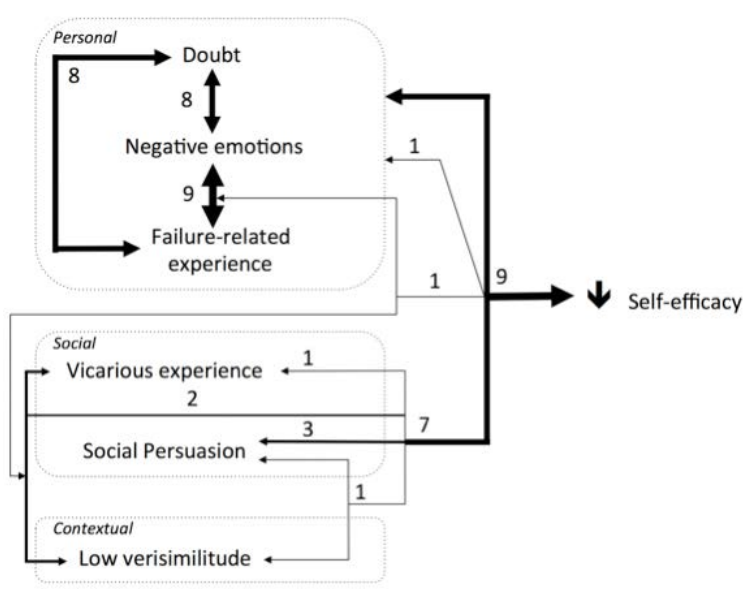 Personal
8
Doubt
8
Negative emotions
1
9
Failure-related
experience
1
9
Self-efficacy
Social
Vicarious experience
1
2
3
7
Social Persuasion
1
Contextual
Low verisimilitude